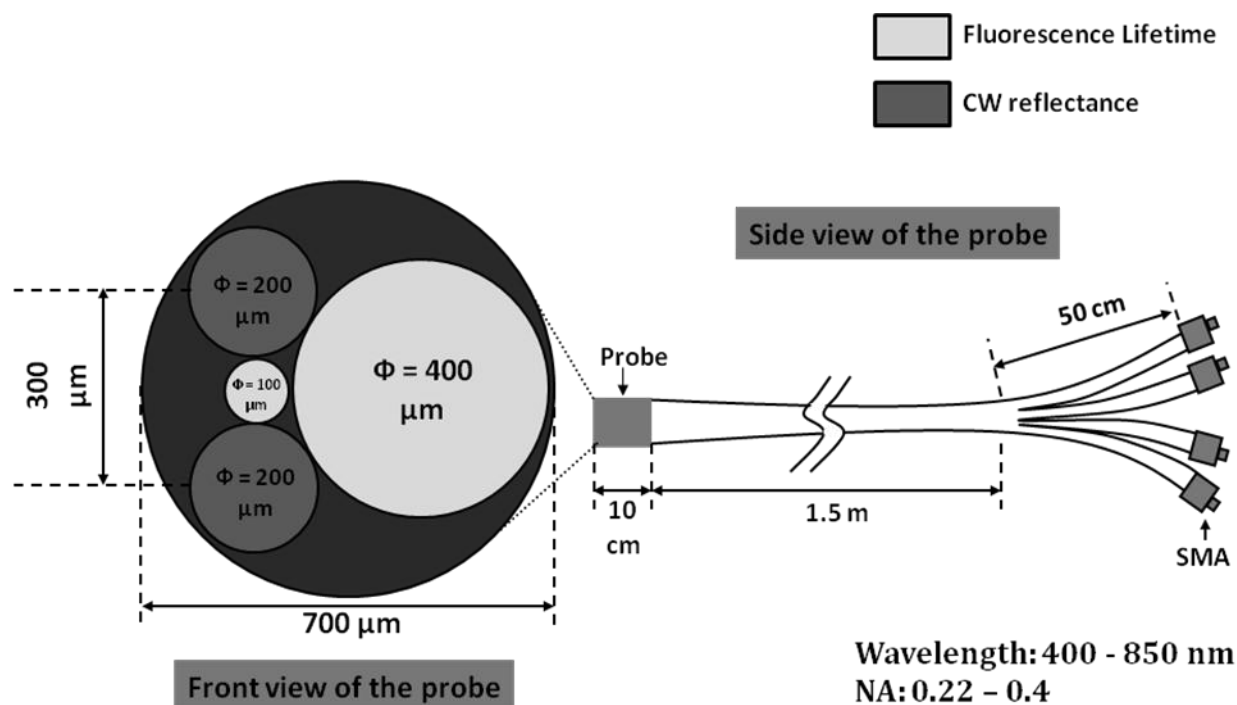 Fluorescence Lifetime
CW reflectance
Side view of the probe
Φ = 200
μm
Φ = 400
μm
Φ = 100
μm
Φ = 200
μm
300
μm
700 μm
Front view of the probe
Probe
10
cm
1.5 m
50 cm
SMA
Wavelength: 400 - 850 nm
NA: 0.22 – 0.4